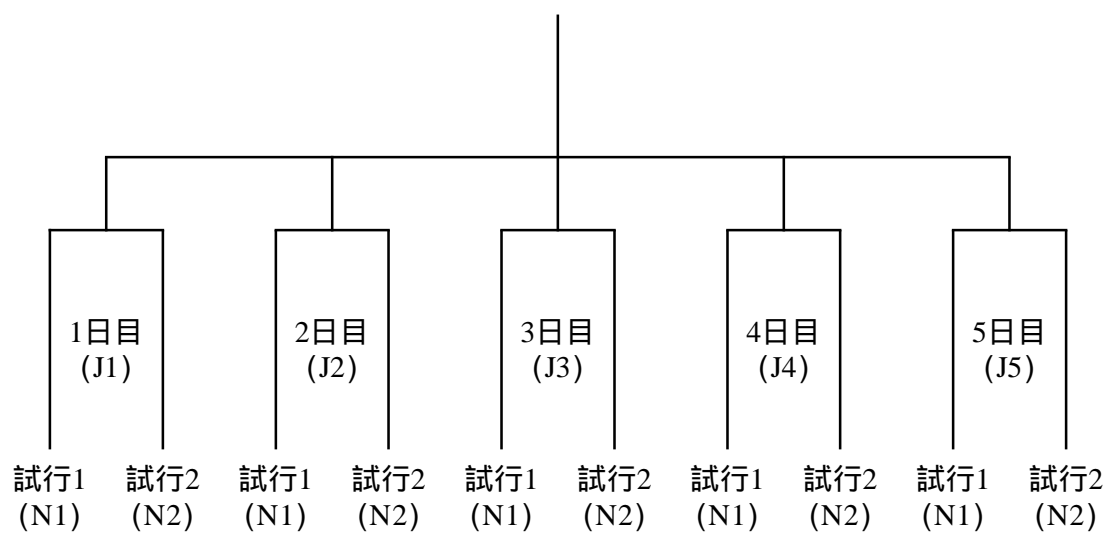 1日目 2日目 3日目 4日目 5日目
(J1) (J2) (J3) (J4) (J5)
試行1 試行2 試行1 試行2 試行1 試行2 試行1 試行2 試行1 試行2
(N1) (N2) (N1) (N2) (N1) (N2) (N1) (N2) (N1) (N2)